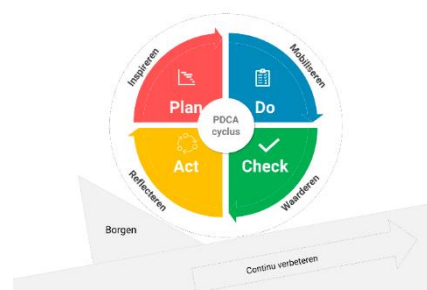 Inspireren
Mobiliseren
Plan
Do
PDCA
cyclus
Act
Check
Reflecteren
Waarderen
Borgen
Continu verbeteren